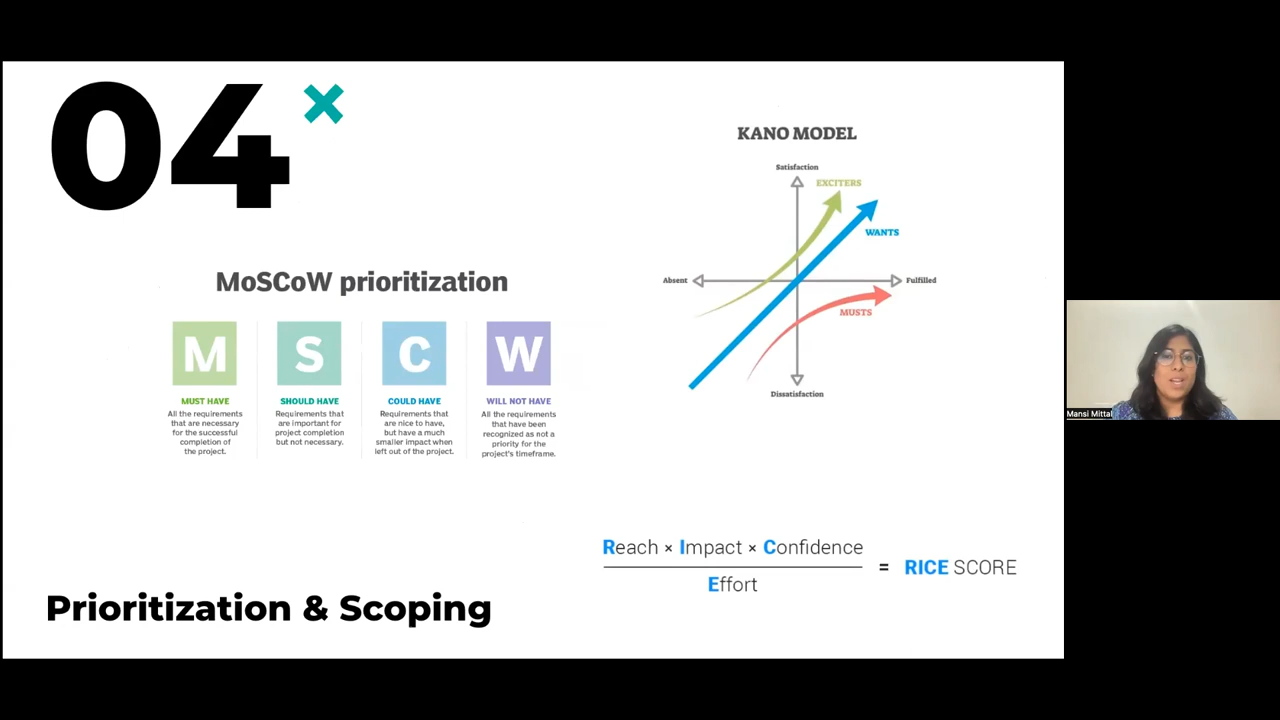 04
MoSCoW prioritization
M
MUST HAVE
All the requirements
that are necessary
for the successful
completion of
the project.
S
SHOULD HAVE
Requirements that
are important for
project completion
but not necessary.
C
COULD HAVE
Requirements that
are nice to have,
but have a much
smaller impact when
left out of the project.
W
WILL NOT HAVE
All the requirements
that have been
recognized as not a
priority for the
project's timeframe.
KANO MODEL
Satisfaction
EXCITERS
WANTS
Absent
Fulfilled
MUSTS
Dissatisfaction
Reach × Impact × Confidence
Effort
= RICE SCORE
Prioritization & Scoping
Mansi Mittal